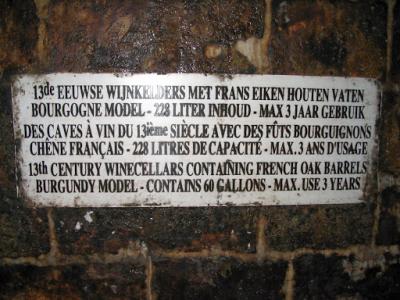 13de EEUWSE WIJNKELDERS MET FRANS EIKEN HOUTEN VATEN
BOURGOGNE MODEL - 228 LITER INHOUD - MAX 3 JAAR GEBRUIK
DES CAVES À VIN DU 13ième SIÈCLE AVEC DES FÛTS BOURGUIGNONS
CHÊNE FRANÇAIS - 228 LITRES DE CAPACITÉ - MAX. 3 ANS D'USAGE
13th CENTURY WINECELLARS CONTAINING FRENCH OAK BARRELS
BURGUNDY MODEL - CONTAINS 60 GALLONS - MAX. USE 3 YEARS